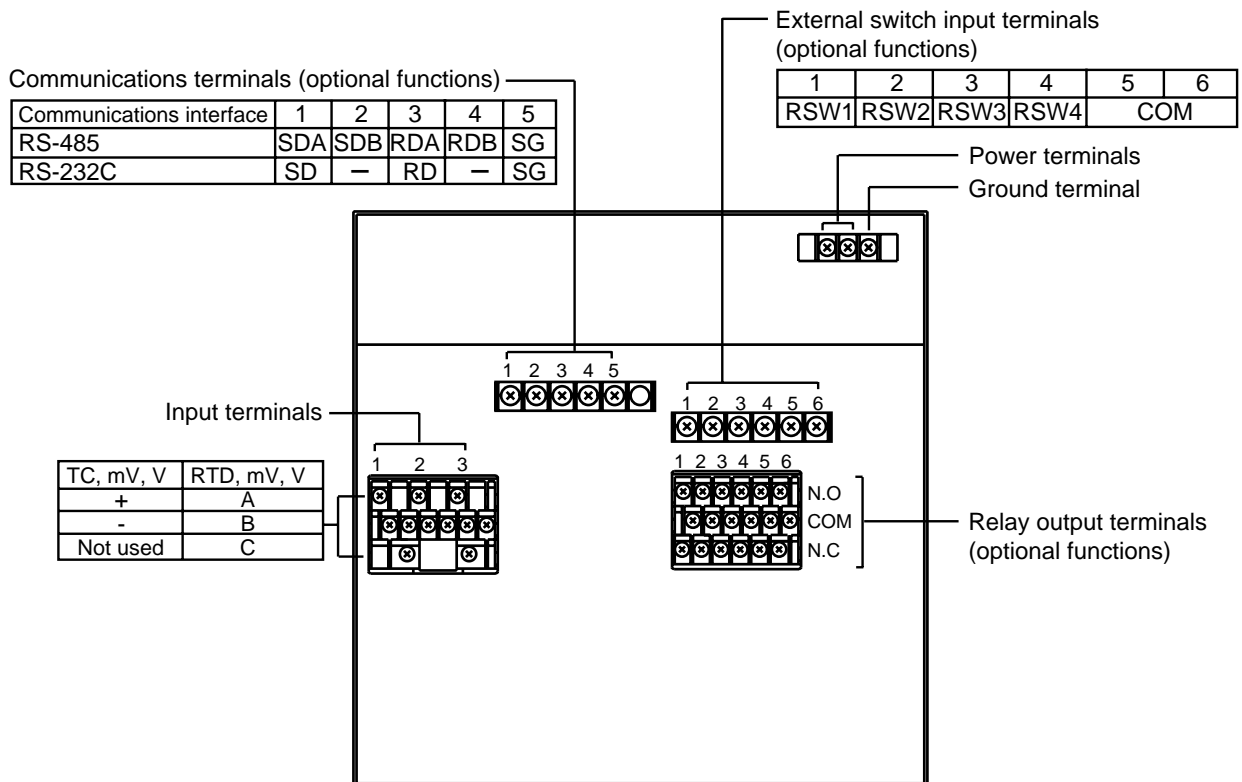 External switch input terminals
(optional functions)
1 2 3 4 5 6
RSW1 RSW2 RSW3 RSW4 COM
Communications terminals (optional functions)
Communications interface 1 2 3 4 5
RS-485 SDA SDB RDA RDB SG
RS-232C SD — RD — SG
Power terminals
Ground terminal
1 2 3 4 5
1 2 3 4 5 6
Input terminals
1 2 3
TC, mV, V RTD, mV, V
+ A
- B
Not used C
1 2 3 4 5 6
N.O
COM
N.C
Relay output terminals
(optional functions)